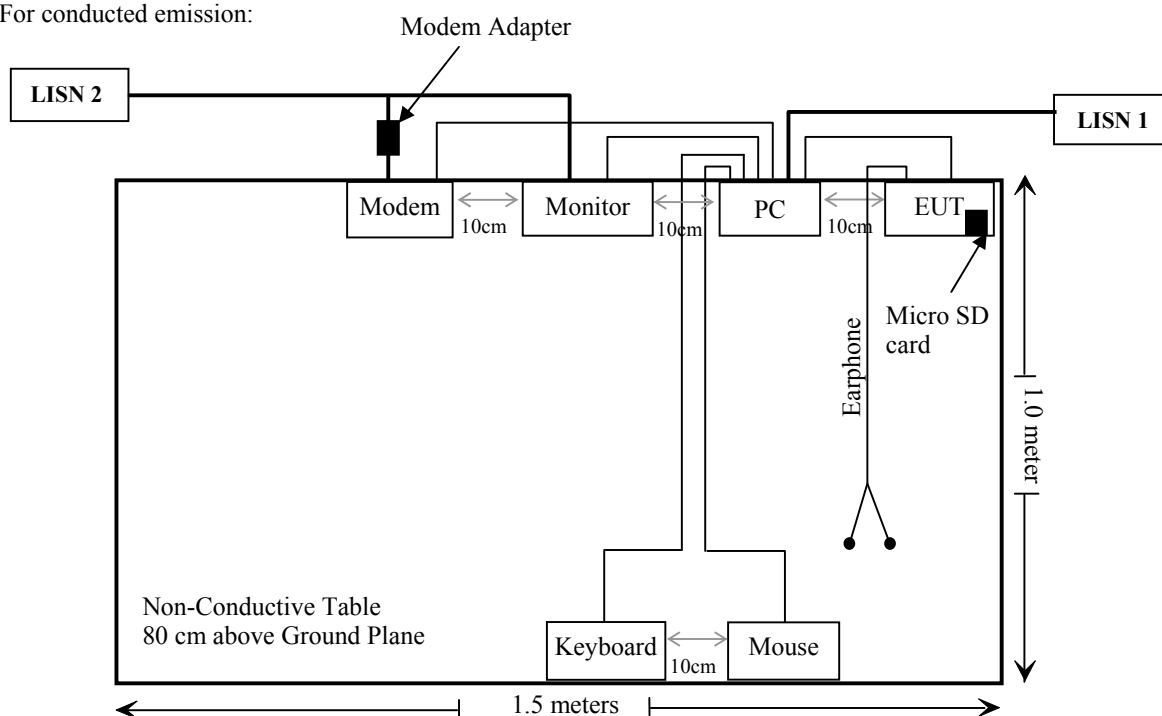 For conducted emission:
Modem Adapter
LISN 2
LISN 1
Modem
Monitor
PC
EUT
10cm
10cm
10cm
Micro SD
card
Earphone
1.0 meter
Non-Conductive Table
80 cm above Ground Plane
Keyboard
Mouse
10cm
1.5 meters